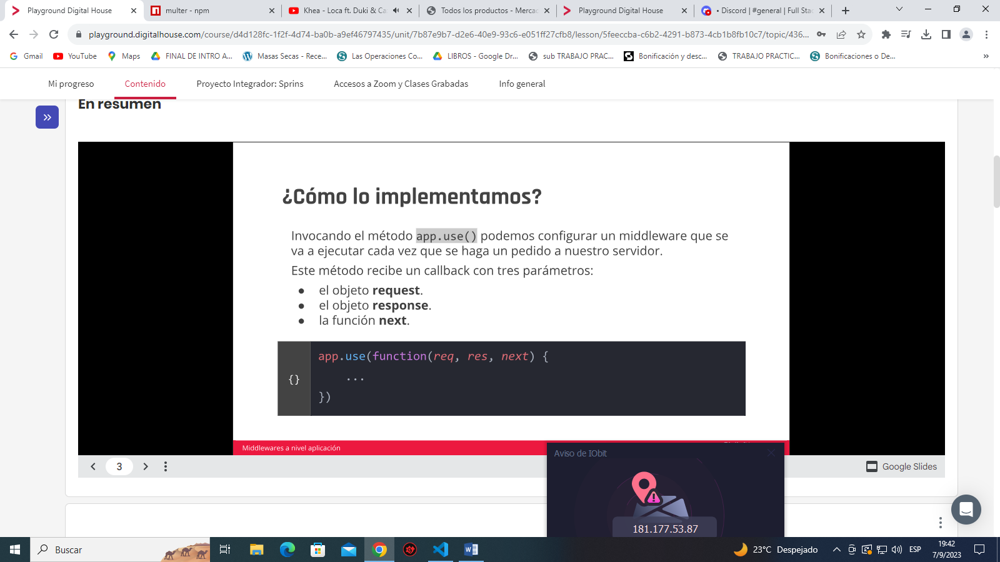 Playground Digital House
multer - npm
Khea - Loca ft. Duki & Ca
Todos los productos - Mercac
Playground Digital House
• Discord | #general | Full Stac
playground.digitalhouse.com/course/d4d128fc-1f2f-4d74-ba0b-a9ef46797435/unit/7b87e9b7-d2e6-40e9-93c6-e051ff27cfb8/lesson/5feeccba-c6b2-4291-b873-4cb1b8fb10c7/topic/436...
Gmail
YouTube
Maps
FINAL DE INTRO A...
Masas Secas - Rece...
Las Operaciones Co...
LIBROS - Google Dr...
sub TRABAJO PRAC...
Bonificación y desc...
TRABAJO PRACTIC...
Bonificaciones o De...
»
Mi progreso
Contenido
Proyecto Integrador: Sprins
Accesos a Zoom y Clases Grabadas
Info general
En resumen
¿Cómo lo implementamos?
Invocando el método app.use() podemos configurar un middleware que se
va a ejecutar cada vez que se haga un pedido a nuestro servidor.
Este método recibe un callback con tres parámetros:
● el objeto request.
● el objeto response.
● la función next.
{}
app.use(function(req, res, next) {
...
})
Middlewares a nivel aplicación
3
Google Slides
Aviso de IObit
181.177.53.87
Buscar
23°C Despejado
ESP
19:42
7/9/2023